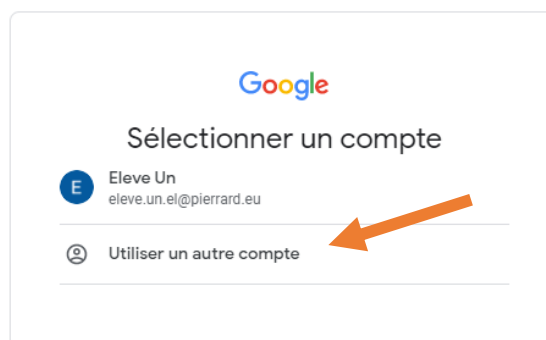 Google
Sélectionner un compte
E
Eleve Un
eleve.un.el@pierrard.eu
Utiliser un autre compte